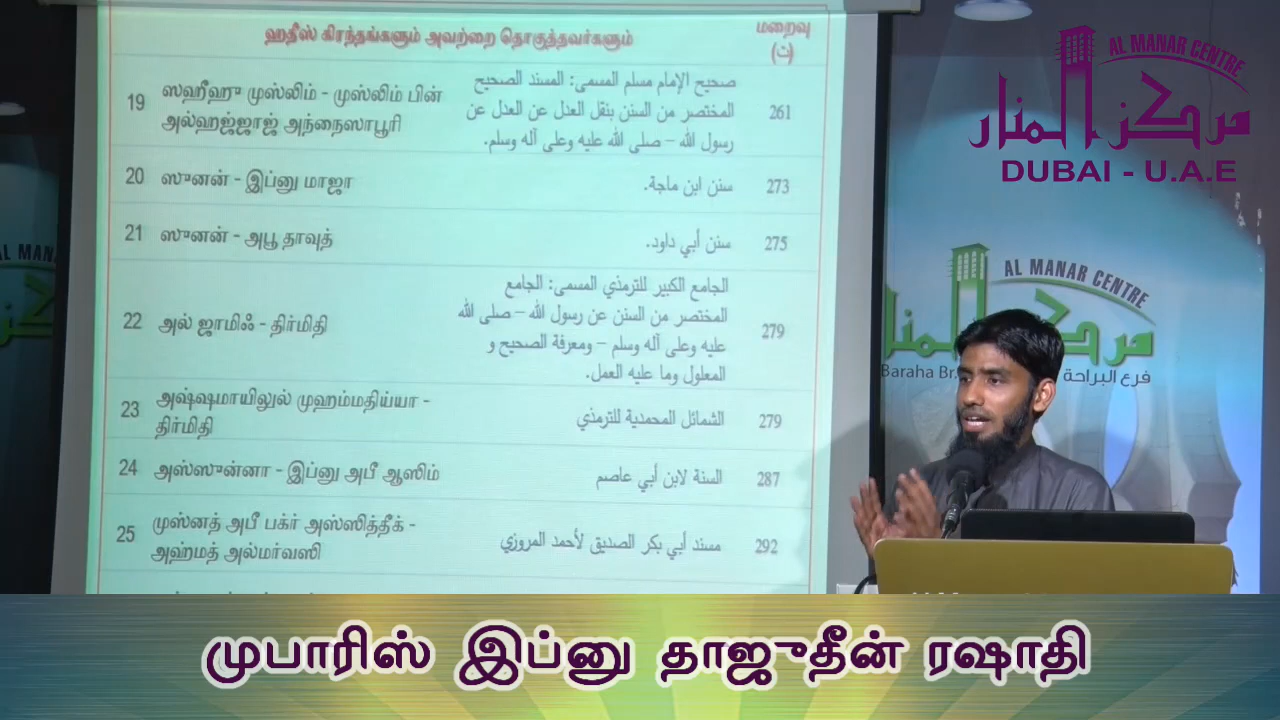 ஹதீஸ் கிரந்தங்களும் அவற்றை தொகுத்தவர்களும்
மறைவு
(ஹ்)
19 ஸஹீஹு முஸ்லிம் - முஸ்லிம் பின்
அல்ஹஜ்ஜாஜ் அந்நைஸாபூரி
صحيح الإمام مسلم المسمى: المسند الصحيح
المختصر من السنن بنقل العدل عن العدل عن
رسول الله – صلى الله عليه وعلى آله وسلم.
261
20 ஸுனன் - இப்னு மாஜா
سنن ابن ماجة.
273
21 ஸுனன் - அபூ தாவுத்
سنن أبي داود.
275
22 அல் ஜாமிஃ - திர்மிதி
الجامع الكبير للترمذي المسمى: الجامع
المختصر من السنن عن رسول الله – صلى الله
عليه وعلى آله وسلم – ومعرفة الصحيح و
المعلول وما عليه العمل.
279
23 அஷ்ஷமாயிலுல் முஹம்மதிய்யா -
திர்மிதி
الشمائل المحمدية للترمذي
279
24 அஸ்ஸுன்னா - இப்னு அபீ ஆஸிம்
السنة لابن أبي عاصم
287
25 முஸ்னத் அபீ பக்ர் அஸ்ஸித்தீக் -
அஹ்மத் அல்மர்வஸி
مسند أبي بكر الصديق لأحمد المروزي
292
AL MANAR CENTRE
مركز المنار
DUBAI - U.A.E
AL MANAR CENTRE
مركز المنار
Baraha Br
فرع البراحة
AL MAN
முபாரிஸ் இப்னு தாஜுதீன் ரஷாதி